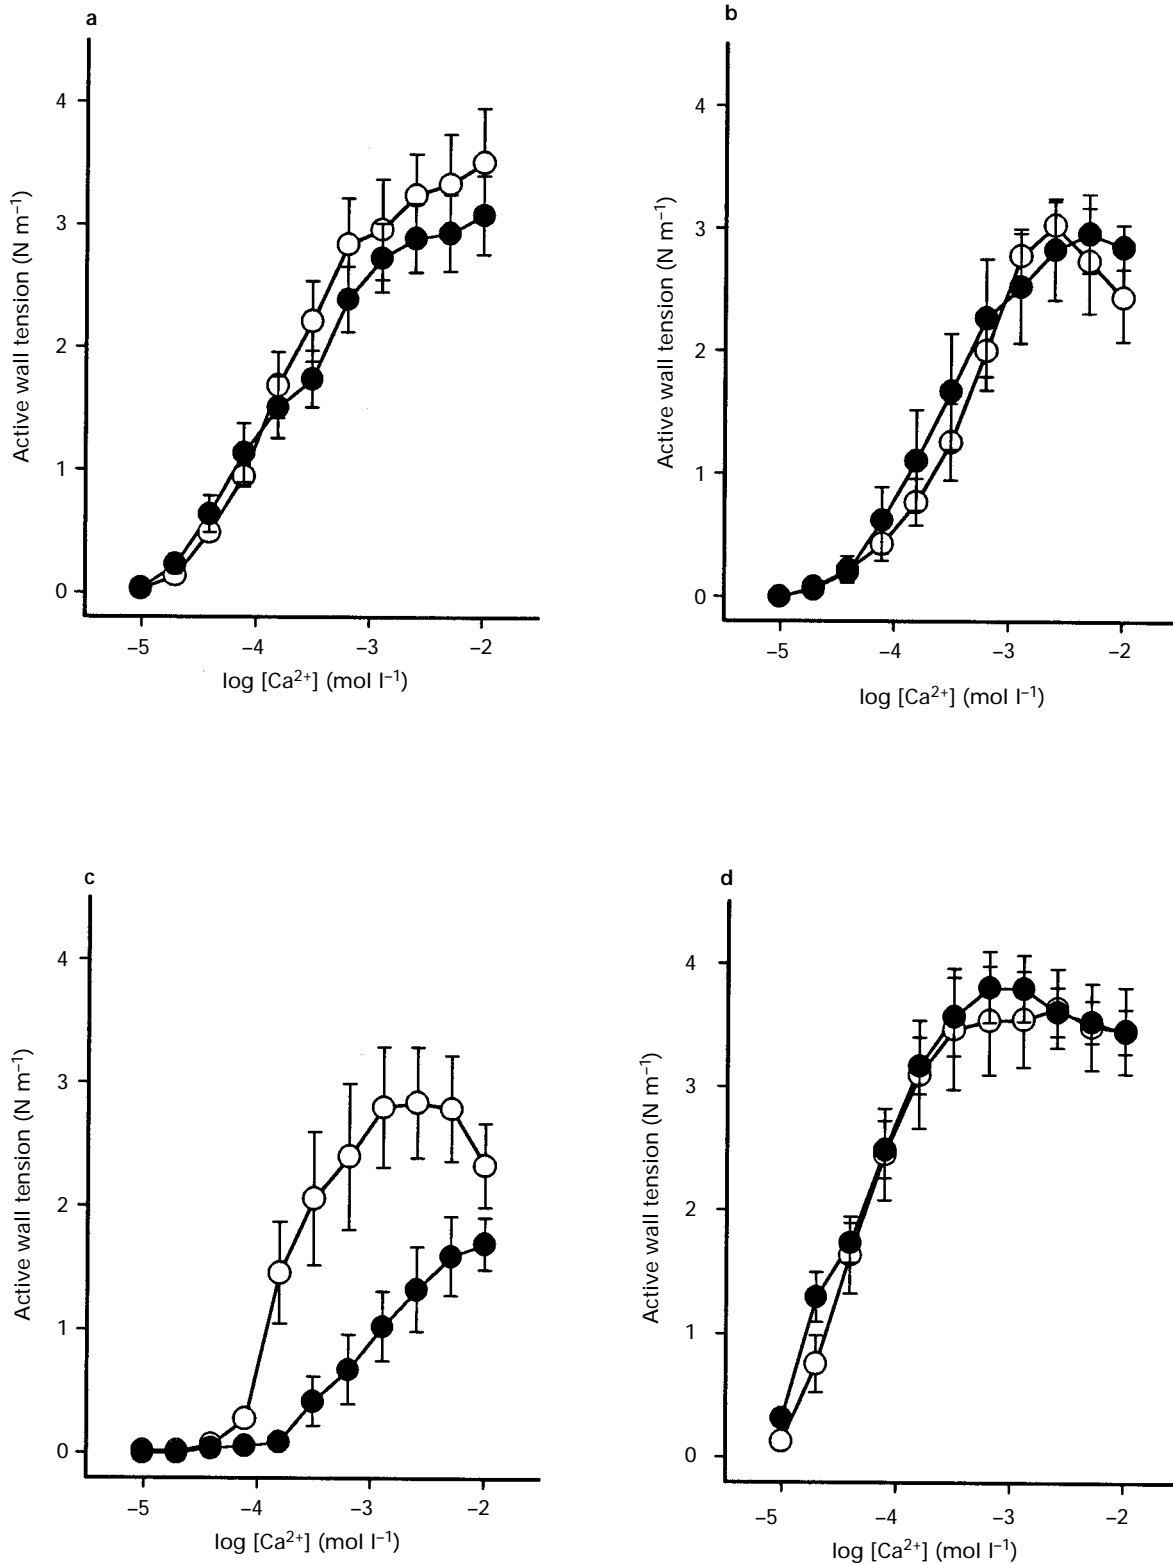 a
4
3
2
1
0
Active wall tension (N m⁻¹)
–5 –4 –3 –2
log [Ca²⁺] (mol l⁻¹)
b
4
3
2
1
0
Active wall tension (N m⁻¹)
–5 –4 –3 –2
log [Ca²⁺] (mol l⁻¹)
c
4
3
2
1
0
Active wall tension (N m⁻¹)
–5 –4 –3 –2
log [Ca²⁺] (mol l⁻¹)
d
4
3
2
1
0
Active wall tension (N m⁻¹)
–5 –4 –3 –2
log [Ca²⁺] (mol l⁻¹)